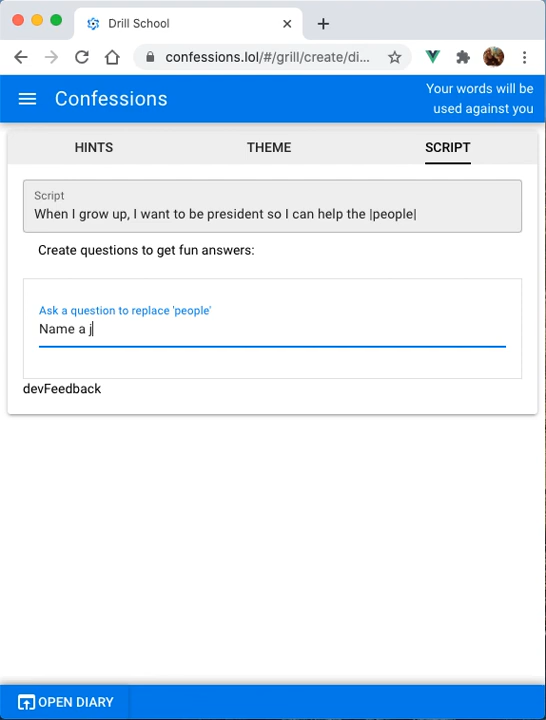 Drill School
confessions.lol/#/grill/create/di...
Confessions
Your words will be
used against you
HINTS
THEME
SCRIPT
Script
When I grow up, I want to be president so I can help the |people|
Create questions to get fun answers:
Ask a question to replace 'people'
Name a j
devFeedback
OPEN DIARY